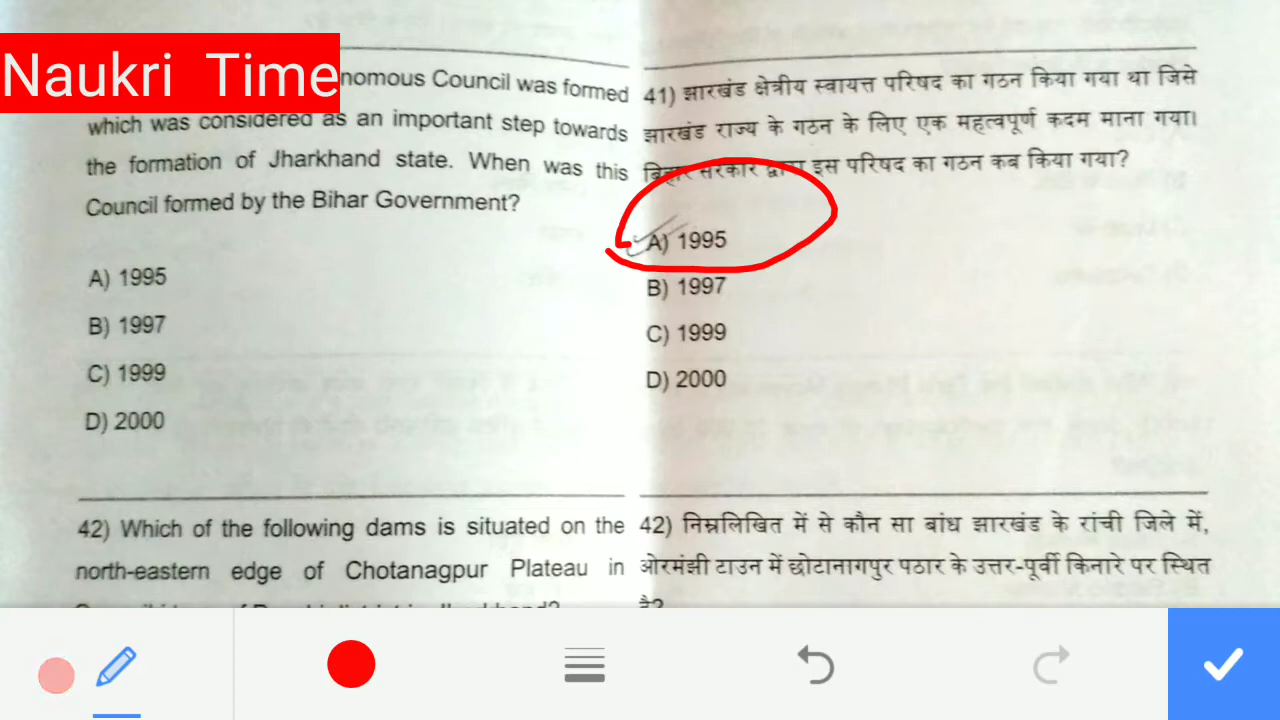 Naukri Time
nomous Council was formed
which was considered as an important step towards
the formation of Jharkhand state. When was this
Council formed by the Bihar Government?
A) 1995
B) 1997
C) 1999
D) 2000
41) झारखंड क्षेत्रीय स्वायत्त परिषद का गठन किया गया था जिसे
झारखंड राज्य के गठन के लिए एक महत्वपूर्ण कदम माना गया।
बिहार सरकार द्वारा इस परिषद का गठन कब किया गया?
A) 1995
B) 1997
C) 1999
D) 2000
42) Which of the following dams is situated on the
north-eastern edge of Chotanagpur Plateau in
42) निम्नलिखित में से कौन सा बांध झारखंड के रांची जिले में,
ओरमंझी टाउन में छोटानागपुर पठार के उत्तर-पूर्वी किनारे पर स्थित
है?